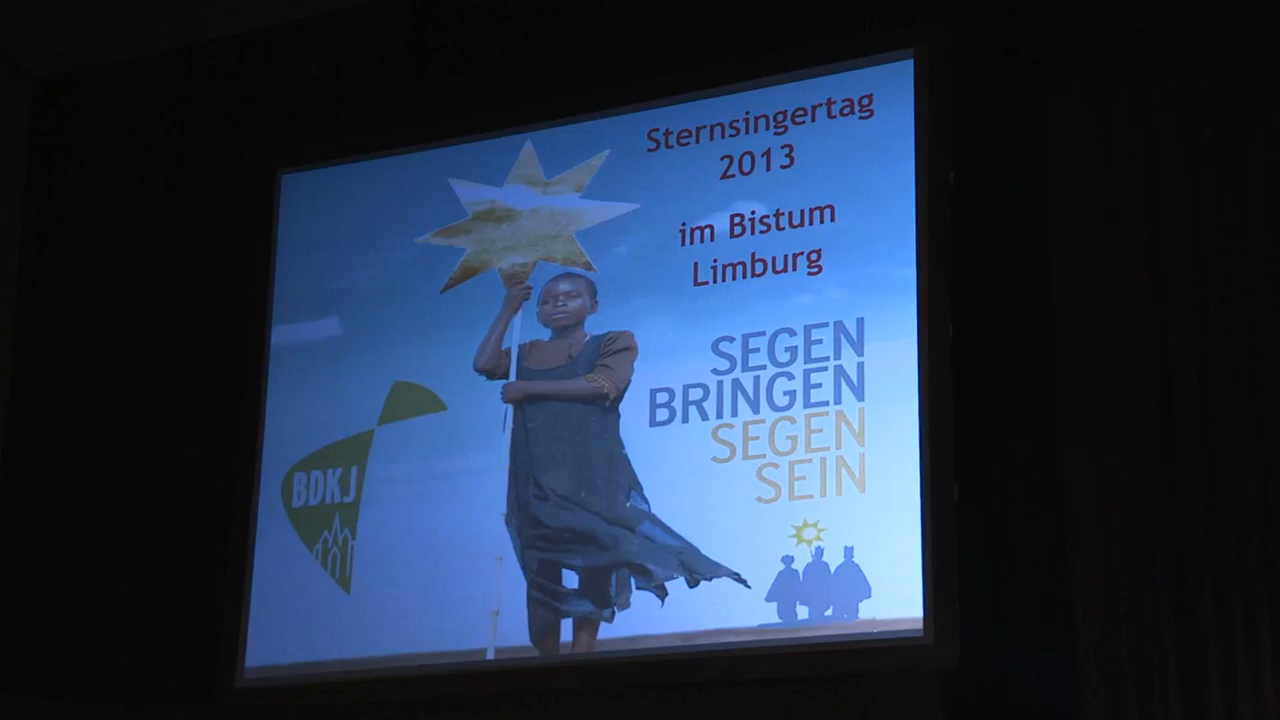 Sternsingertag
2013
im Bistum
Limburg
SEGEN
BRINGEN
SEGEN
SEIN
BDKJ